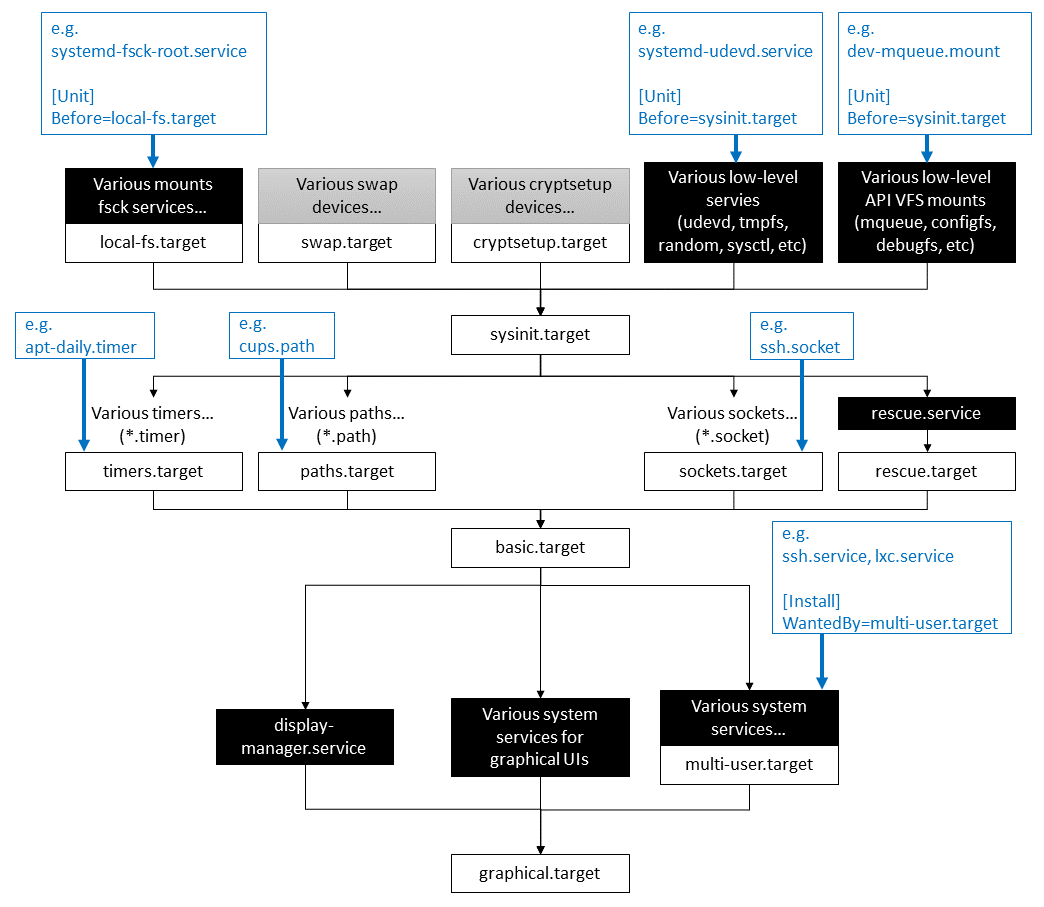 e.g.
systemd-fsck-root.service
[Unit]
Before=local-fs.target
e.g.
systemd-udevd.service
[Unit]
Before=sysinit.target
e.g.
dev-mqueue.mount
[Unit]
Before=sysinit.target
Various mounts
fsck services...
local-fs.target
Various swap
devices...
swap.target
Various cryptsetup
devices...
cryptsetup.target
Various low-level
servies
(udevd, tmpfs,
random, sysctl, etc)
Various low-level
API VFS mounts
(mqueue, configfs,
debugfs, etc)
sysinit.target
e.g.
apt-daily.timer
e.g.
cups.path
e.g.
ssh.socket
Various timers...
(*.timer)
timers.target
Various paths...
(*.path)
paths.target
Various sockets...
(*.socket)
sockets.target
rescue.service
rescue.target
basic.target
e.g.
ssh.service, lxc.service
[Install]
WantedBy=multi-user.target
display-
manager.service
Various system
services for
graphical UIs
Various system
services...
multi-user.target
graphical.target